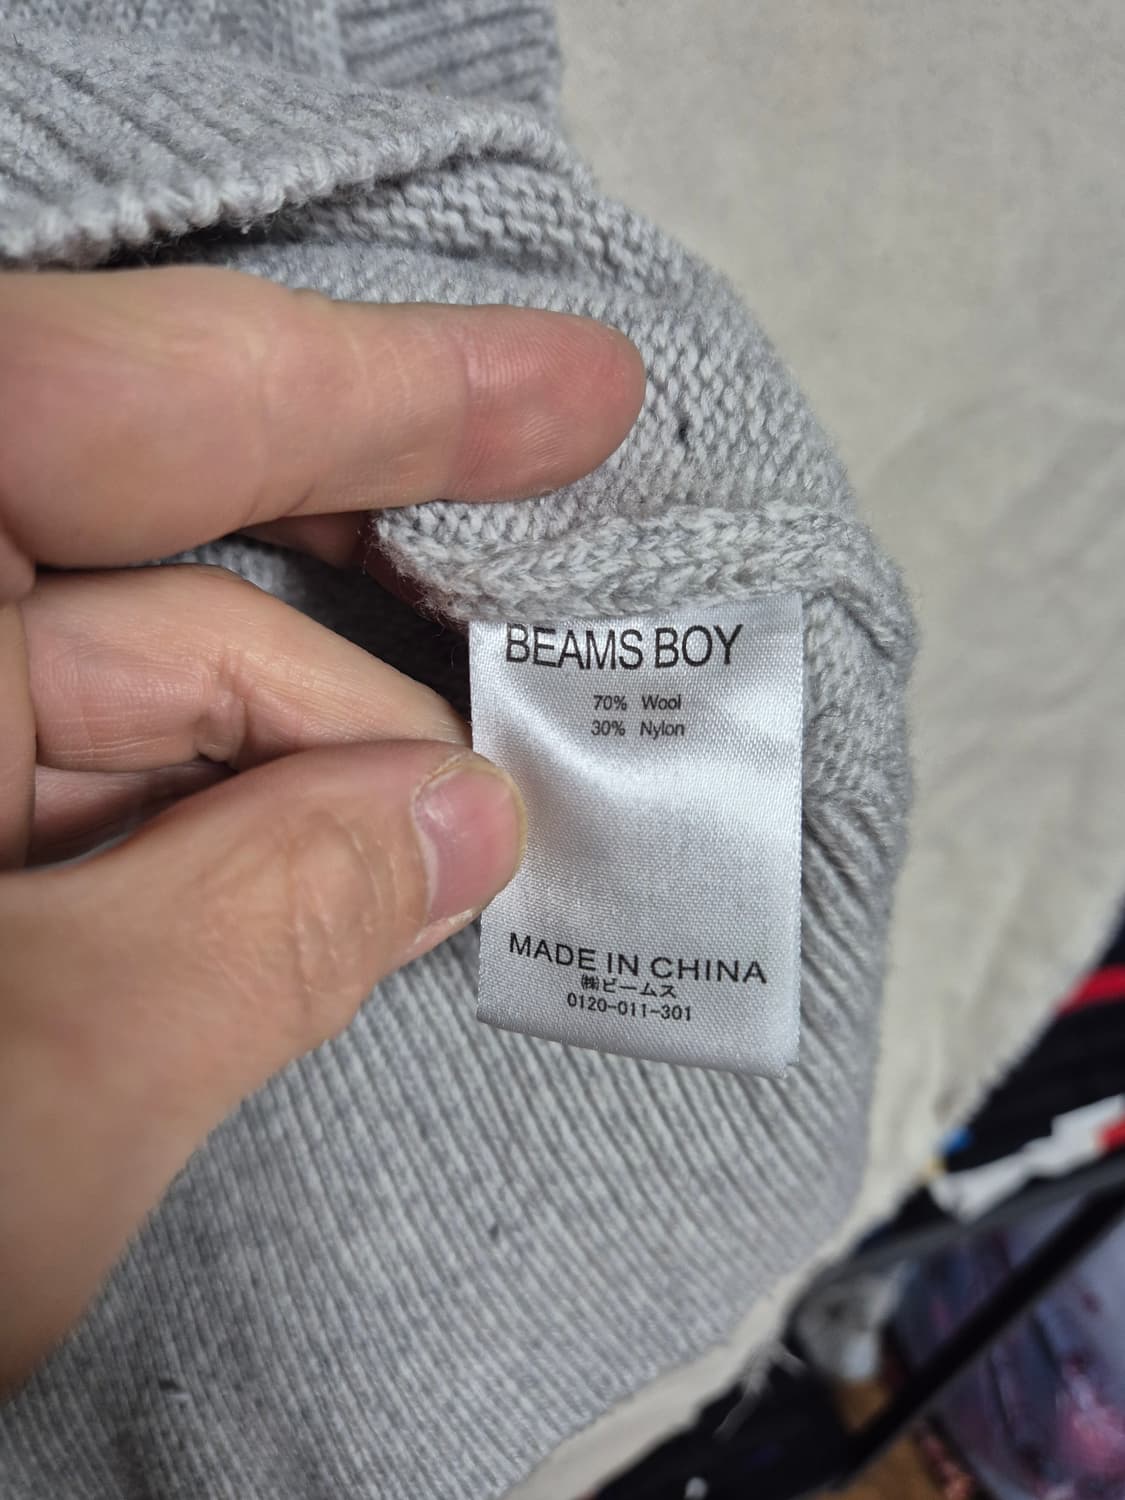 BEAMS BOY
70% Wool
30% Nylon
MADE IN CHINA
㈱ビームス
0120-011-301